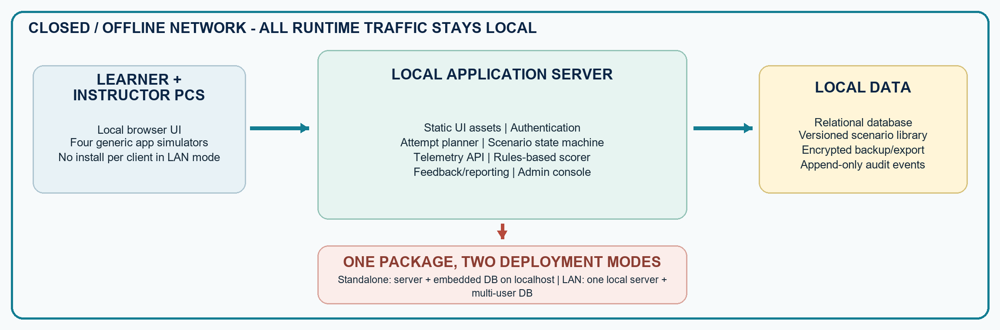 CLOSED / OFFLINE NETWORK - ALL RUNTIME TRAFFIC STAYS LOCAL
LEARNER +
INSTRUCTOR PCS
Local browser UI
Four generic app simulators
No install per client in LAN mode
LOCAL APPLICATION SERVER
Static UI assets | Authentication
Attempt planner | Scenario state machine
Telemetry API | Rules-based scorer
Feedback/reporting | Admin console
LOCAL DATA
Relational database
Versioned scenario library
Encrypted backup/export
Append-only audit events
ONE PACKAGE, TWO DEPLOYMENT MODES
Standalone: server + embedded DB on localhost | LAN: one local server +
multi-user DB